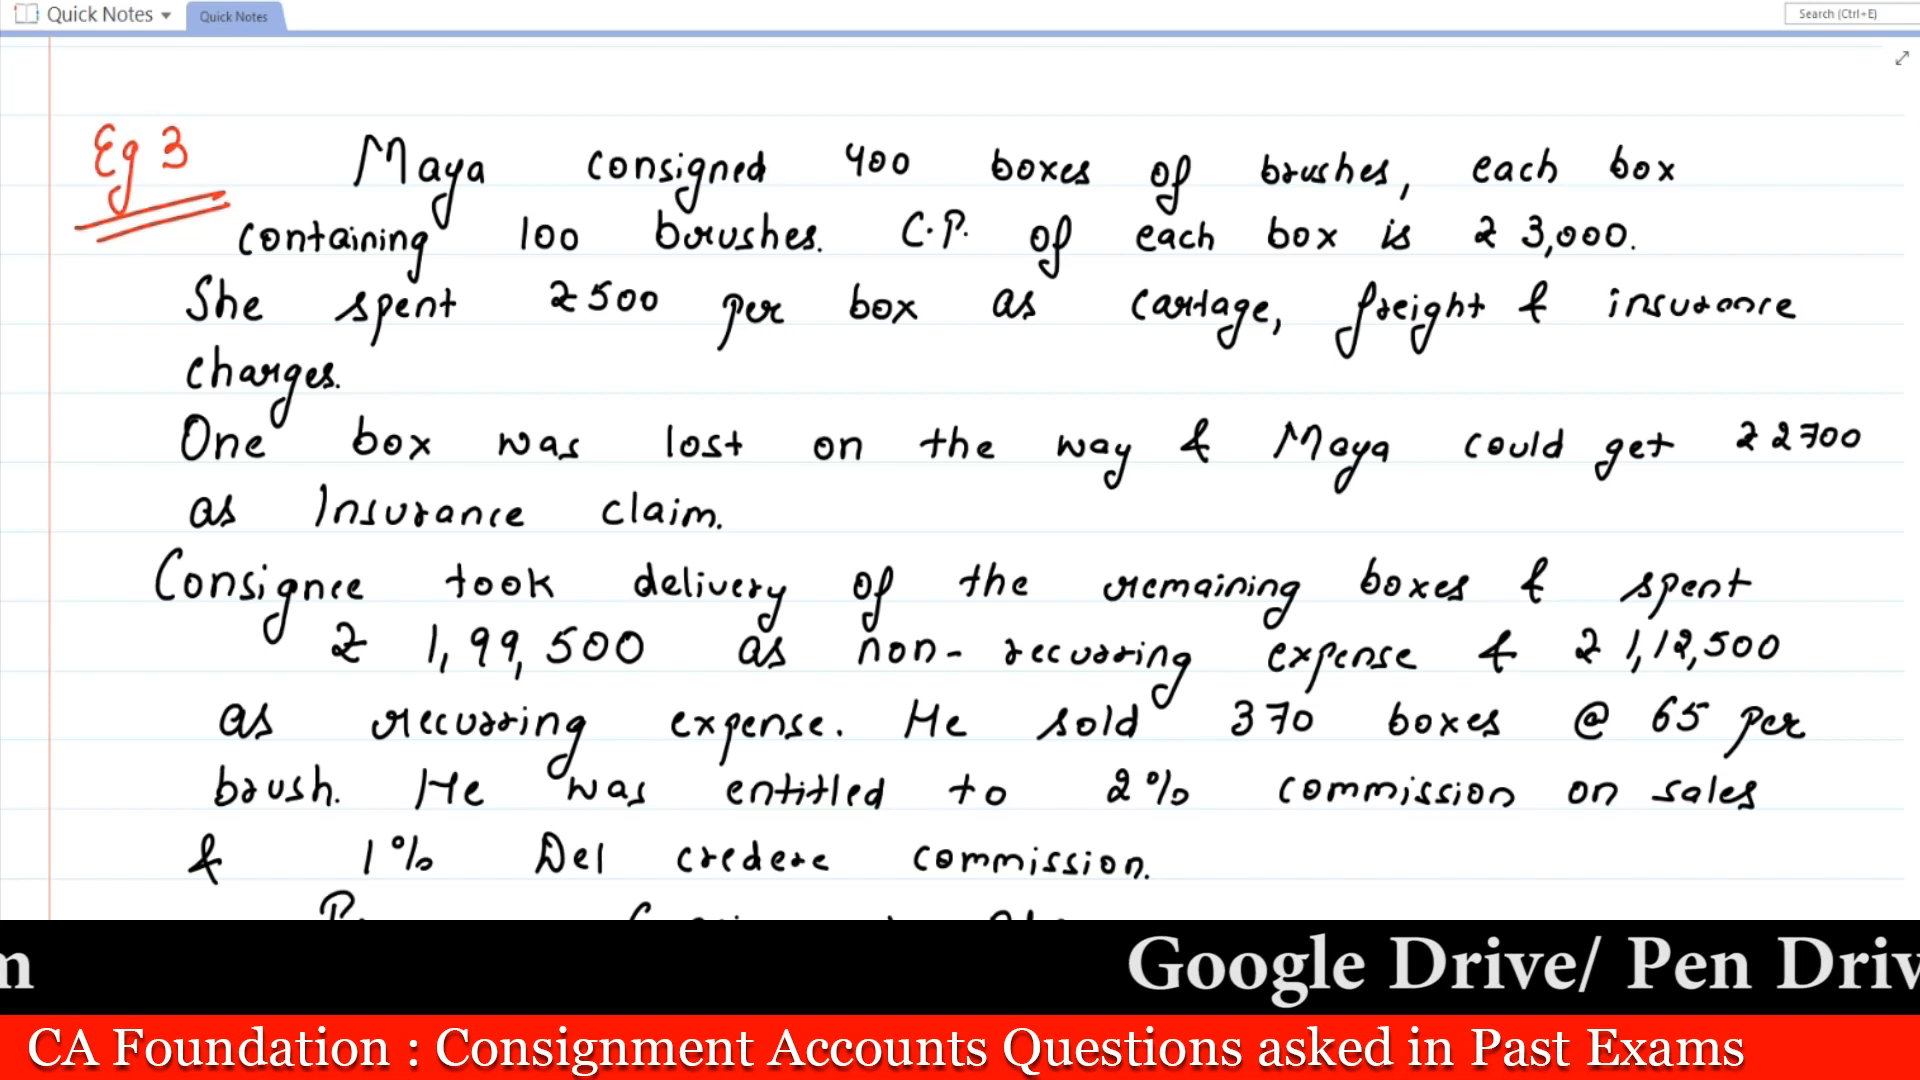 Quick Notes
Quick Notes
Search (Ctrl+E)
Eg 3
Maya consigned 400 boxes of brushes, each box
containing 100 brushes. C.P. of each box is ₹ 3,000.
She spent ₹ 500 per box as cartage, freight & insurance
charges.
One box was lost on the way & Maya could get ₹ 2700
as Insurance claim.
Consignee took delivery of the remaining boxes & spent
₹ 1,99,500 as non-recurring expense & ₹ 1,12,500
as recurring expense. He sold 370 boxes @ 65 per
brush. He was entitled to 2% commission on sales
& 1% Del credere commission.
m Google Drive/ Pen Driv
CA Foundation : Consignment Accounts Questions asked in Past Exams